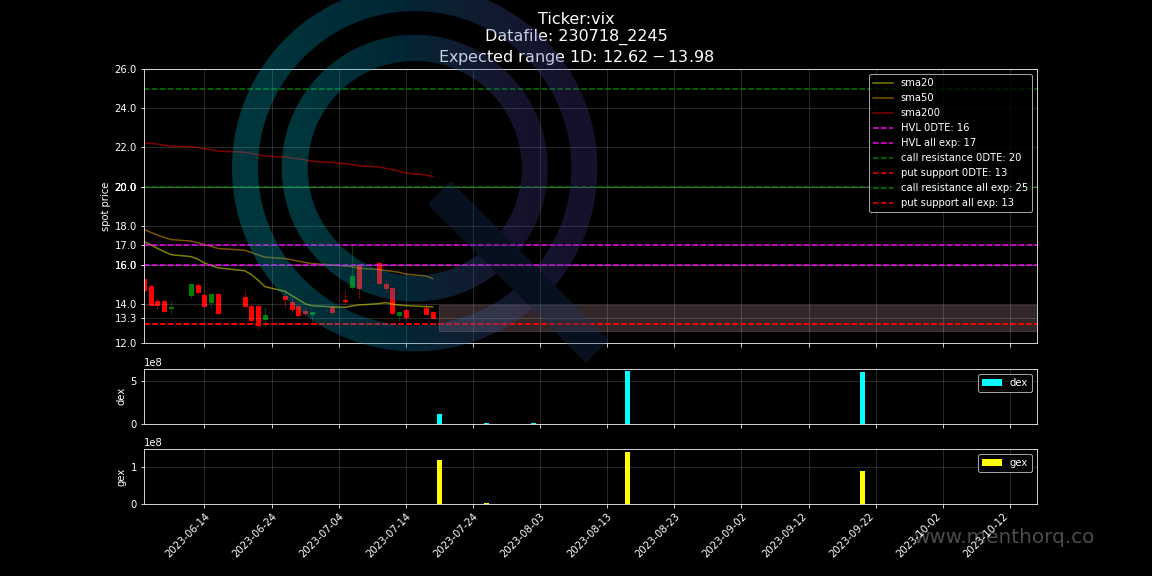 Ticker:vix
Datafile: 230718_2245
Expected range 1D: 12.62 − 13.98
26.0
24.0
22.0
20.0
18.0
17.0
16.0
14.0
13.3
12.0
spot price
sma20
sma50
sma200
HVL 0DTE: 16
HVL all exp: 17
call resistance 0DTE: 20
put support 0DTE: 13
call resistance all exp: 25
put support all exp: 13
1e8
5
0
dex
dex
1e8
1
0
gex
gex
2023-06-14
2023-06-24
2023-07-04
2023-07-14
2023-07-24
2023-08-03
2023-08-13
2023-08-23
2023-09-02
2023-09-12
2023-09-22
2023-10-02
2023-10-12
www.menthorq.co